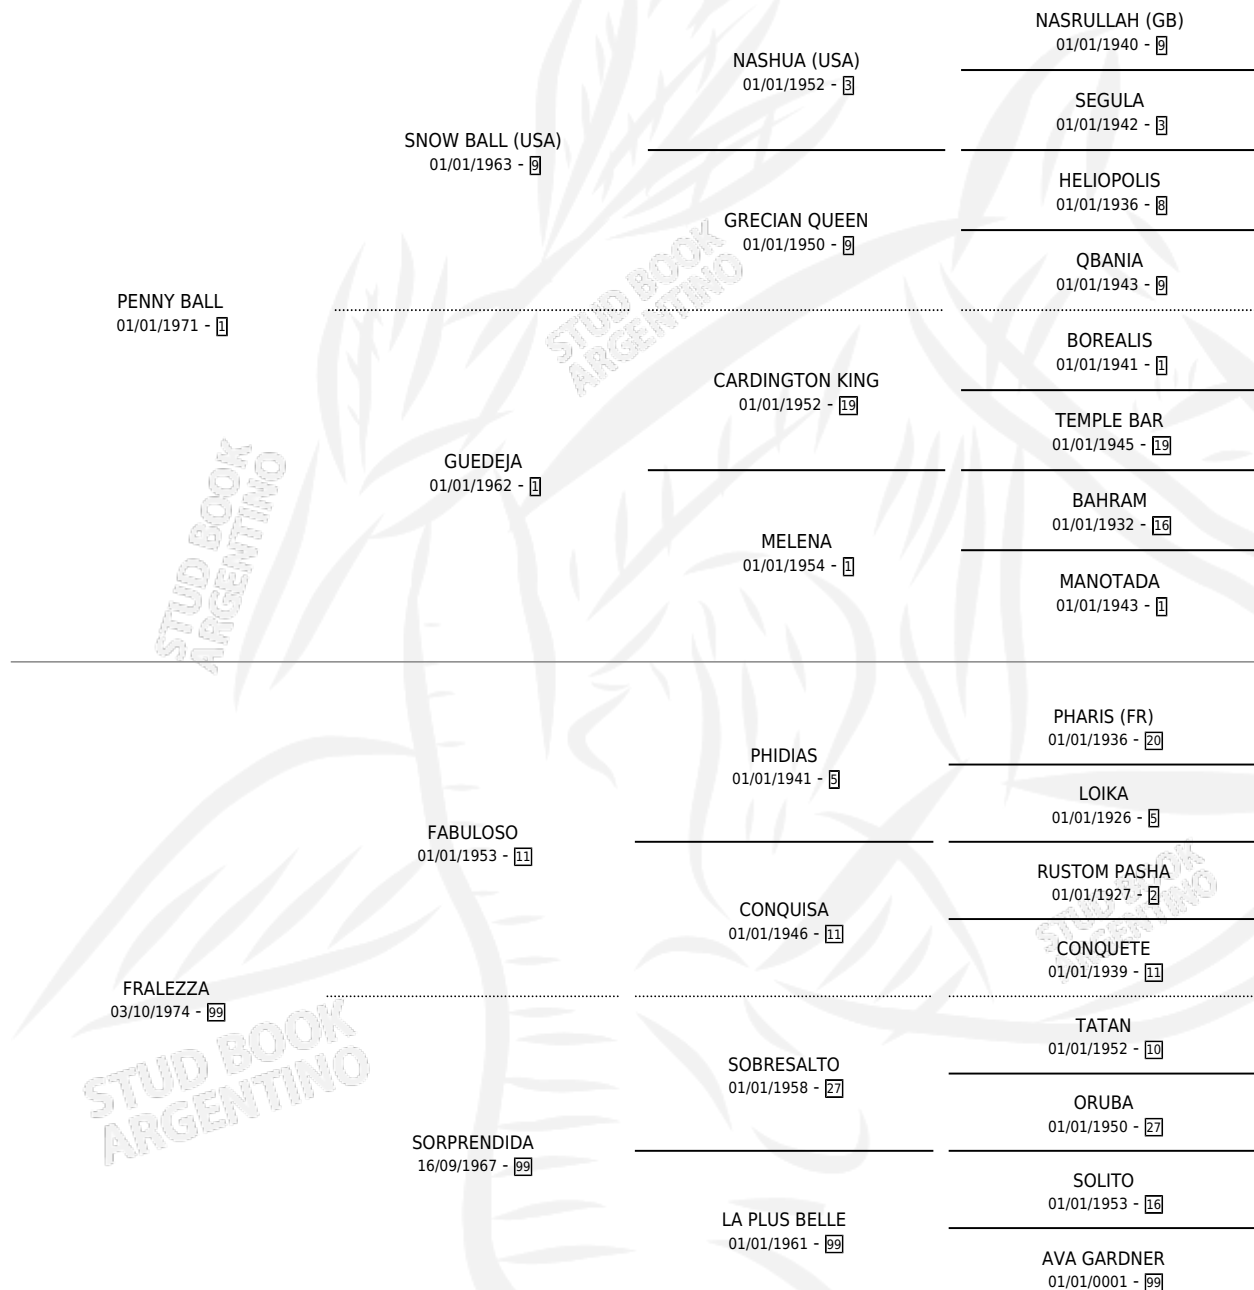 NASRULLAH (GB)
01/01/1940 - 9
NASHUA (USA)
01/01/1952 - 3
SEGULA
01/01/1942 - 3
SNOW BALL (USA)
01/01/1963 - 9
HELIOPOLIS
01/01/1936 - 8
GRECIAN QUEEN
01/01/1950 - 9
QBANIA
01/01/1943 - 9
PENNY BALL
01/01/1971 - 1
BOREALIS
01/01/1941 - 1
CARDINGTON KING
01/01/1952 - 19
TEMPLE BAR
01/01/1945 - 19
GUEDEJA
01/01/1962 - 1
BAHRAM
01/01/1932 - 16
MELENA
01/01/1954 - 1
MANOTADA
01/01/1943 - 1
STUD BOOK
ARGENTINO
STUD BOOK
ARGENTINO
PHARIS (FR)
01/01/1936 - 20
PHIDIAS
01/01/1941 - 5
LOIKA
01/01/1926 - 5
FABULOSO
01/01/1953 - 11
RUSTOM PASHA
01/01/1927 - 2
CONQUISA
01/01/1946 - 11
CONQUETE
01/01/1939 - 11
FRALEZZA
03/10/1974 - 99
TATAN
01/01/1952 - 10
SOBRESALTO
01/01/1958 - 27
ORUBA
01/01/1950 - 27
SORPRENDIDA
16/09/1967 - 99
SOLITO
01/01/1953 - 16
LA PLUS BELLE
01/01/1961 - 99
AVA GARDNER
01/01/0001 - 99
STUD BOOK
ARGENTINO
STUD BOOK
ARGENTINO